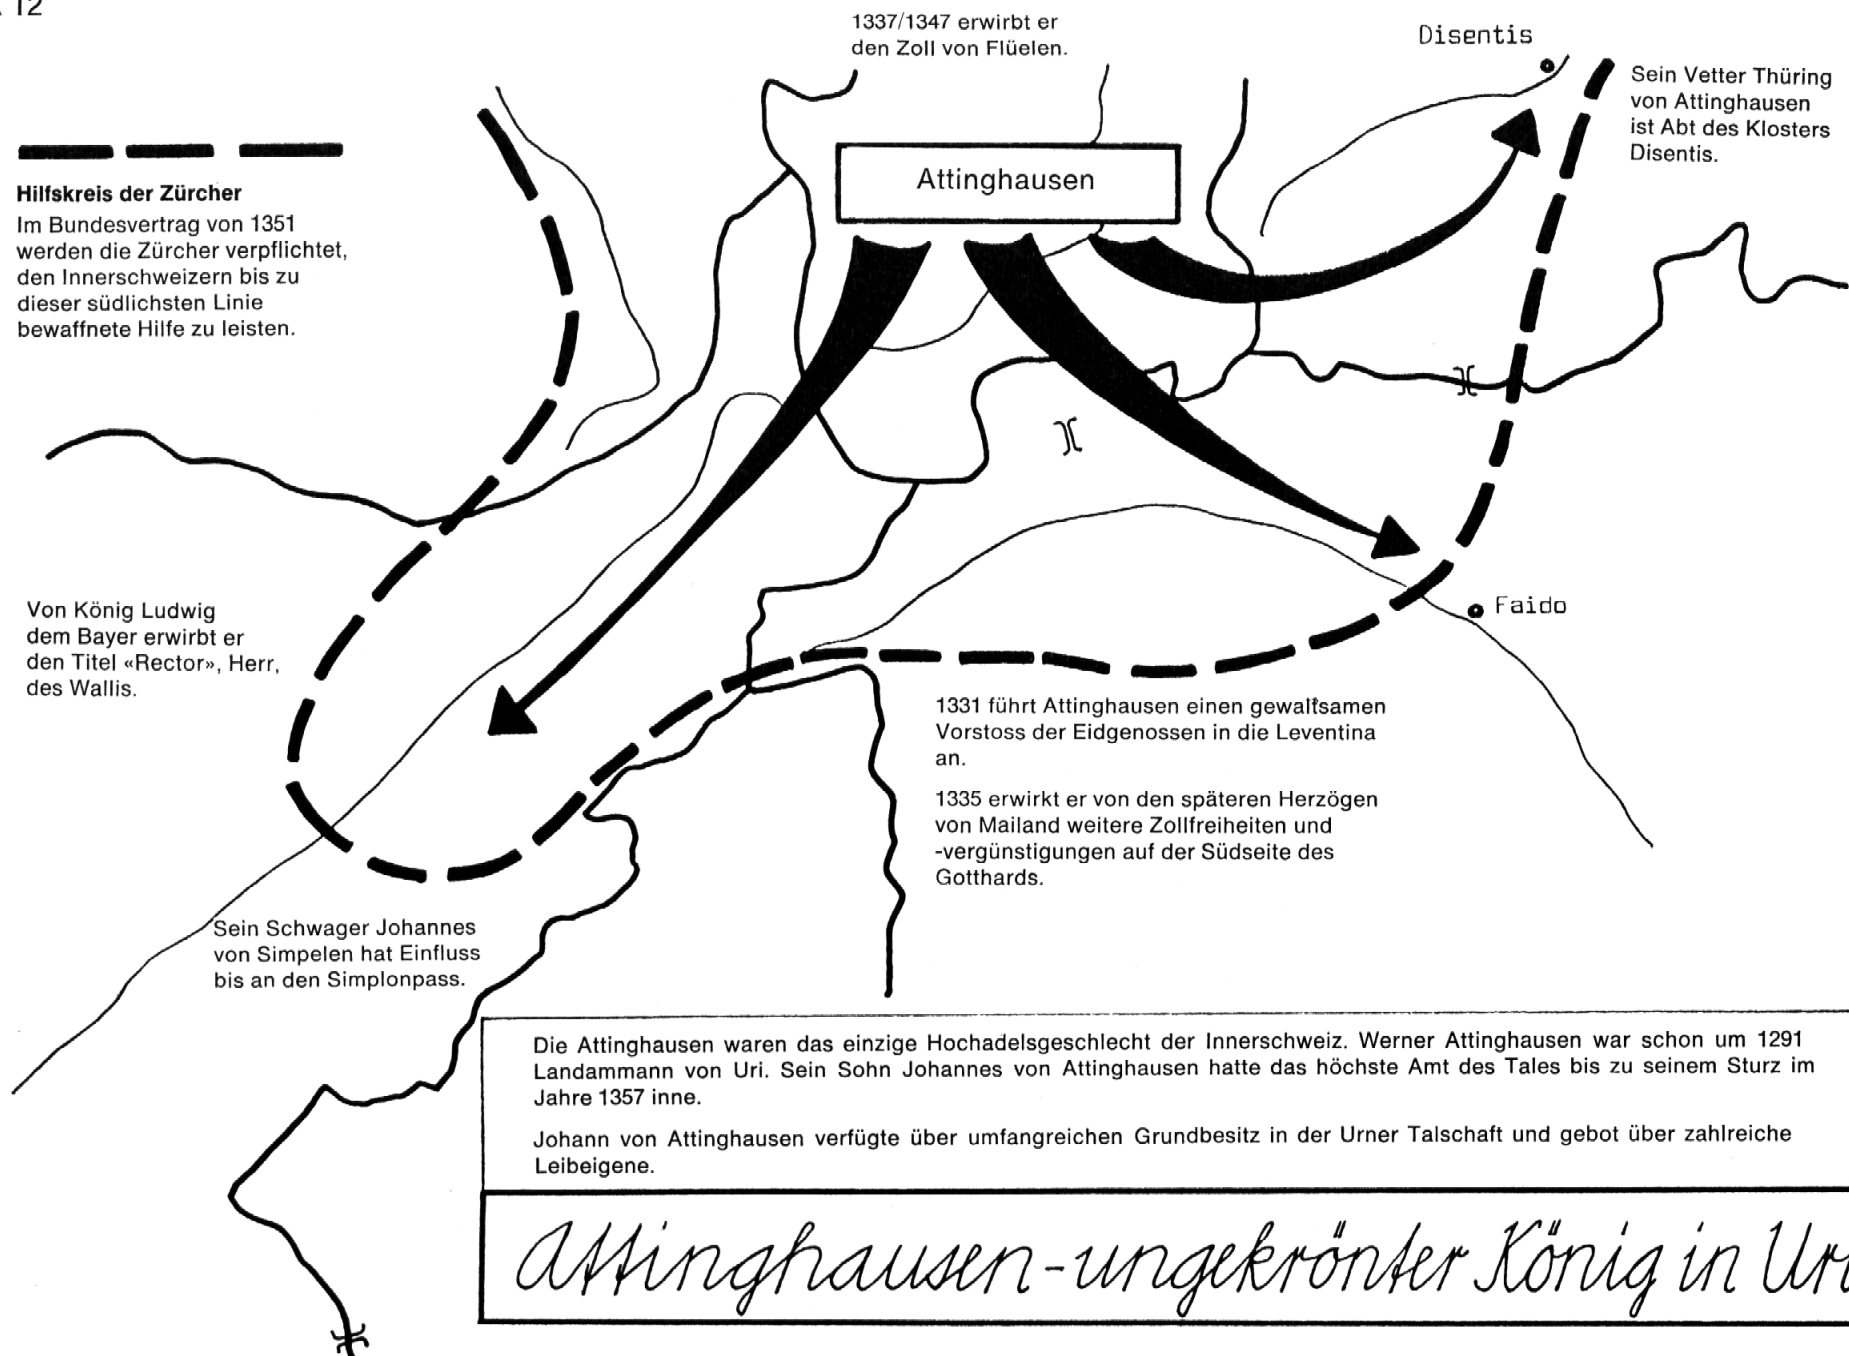 12
1337/1347 erwirbt er
den Zoll von Flüelen.
Disentis
Sein Vetter Thüring
von Attinghausen
ist Abt des Klosters
Disentis.
Attinghausen
Hilfskreis der Zürcher
Im Bundesvertrag von 1351
werden die Zürcher verpflichtet,
den Innerschweizern bis zu
dieser südlichsten Linie
bewaffnete Hilfe zu leisten.
Von König Ludwig
dem Bayer erwirbt er
den Titel «Rector», Herr,
des Wallis.
Faido
1331 führt Attinghausen einen gewaltsamen
Vorstoss der Eidgenossen in die Leventina
an.
1335 erwirkt er von den späteren Herzögen
von Mailand weitere Zollfreiheiten und
-vergünstigungen auf der Südseite des
Gotthards.
Sein Schwager Johannes
von Simpelen hat Einfluss
bis an den Simplonpass.
Die Attinghausen waren das einzige Hochadelsgeschlecht der Innerschweiz. Werner Attinghausen war schon um 1291
Landammann von Uri. Sein Sohn Johannes von Attinghausen hatte das höchste Amt des Tales bis zu seinem Sturz im
Jahre 1357 inne.
Johann von Attinghausen verfügte über umfangreichen Grundbesitz in der Urner Talschaft und gebot über zahlreiche
Leibeigene.
Attinghausen - ungekrönter König in Uri